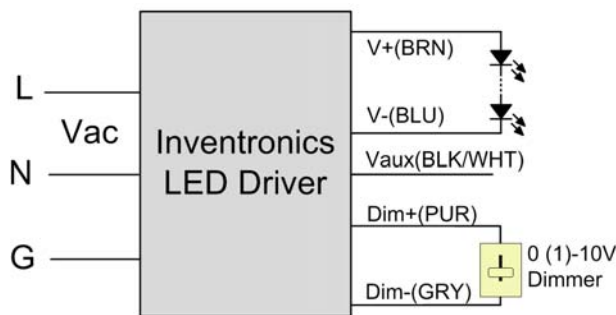 L
Vac
N
G
Inventronics
LED Driver
V+(BRN)
V-(BLU)
Vaux(BLK/WHT)
Dim+(PUR)
Dim-(GRY)
0 (1)-10V
Dimmer